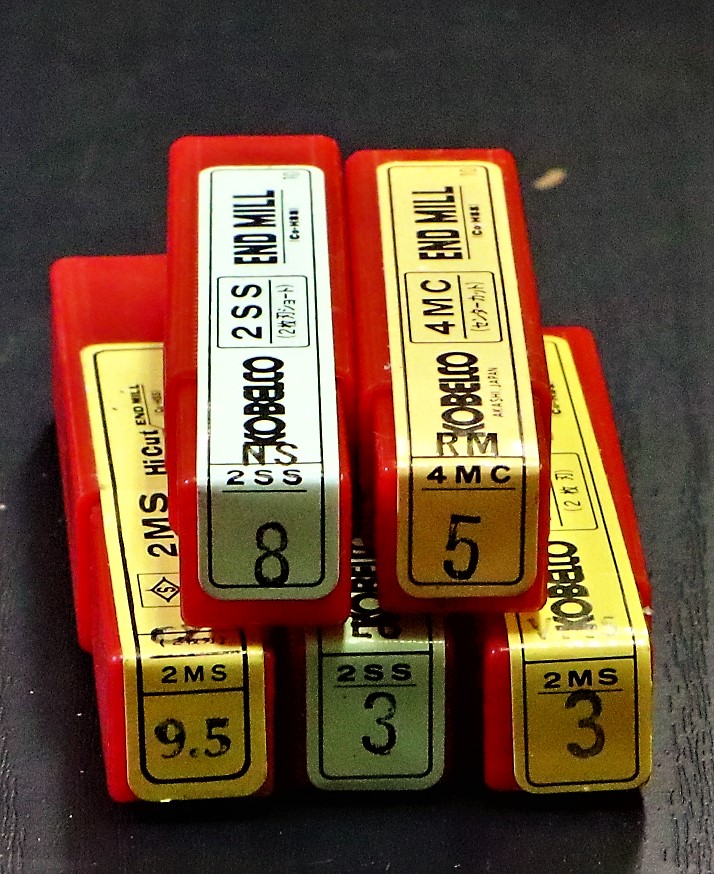 END MILL
(Co-HSS)
2SS
(2枚刃ショート)
KOBELCO
2SS
8
END MILL
(Co-HSS)
4MC
(センターカット)
KOBELCO
AKASHI JAPAN
RM
4MC
5
END MILL
HiCut
2MS
S
2MS
9.5
KOBELCO
2SS
3
(2枚刃)
KOBELCO
2MS
3